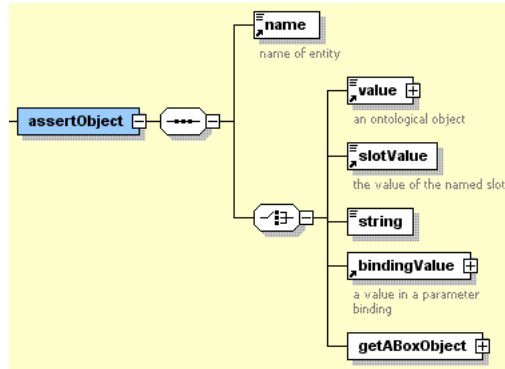 name
name of entity
assertObject
value
an ontological object
slotValue
the value of the named slot
string
bindingValue
a value in a parameter
binding
getABoxObject